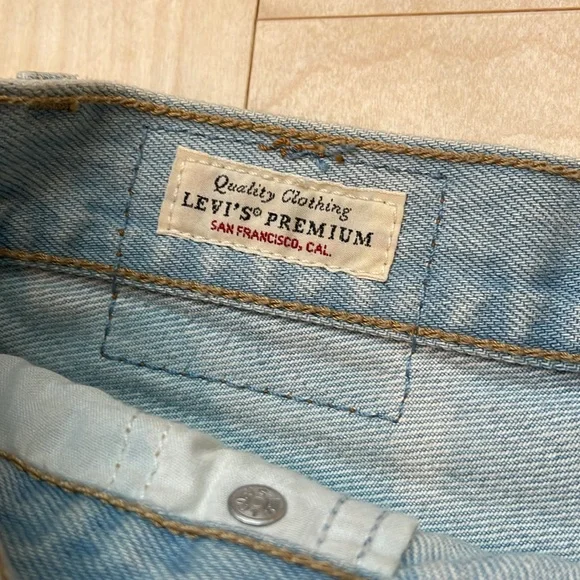 Quality Clothing
LEVI'S® PREMIUM
SAN FRANCISCO, CAL.